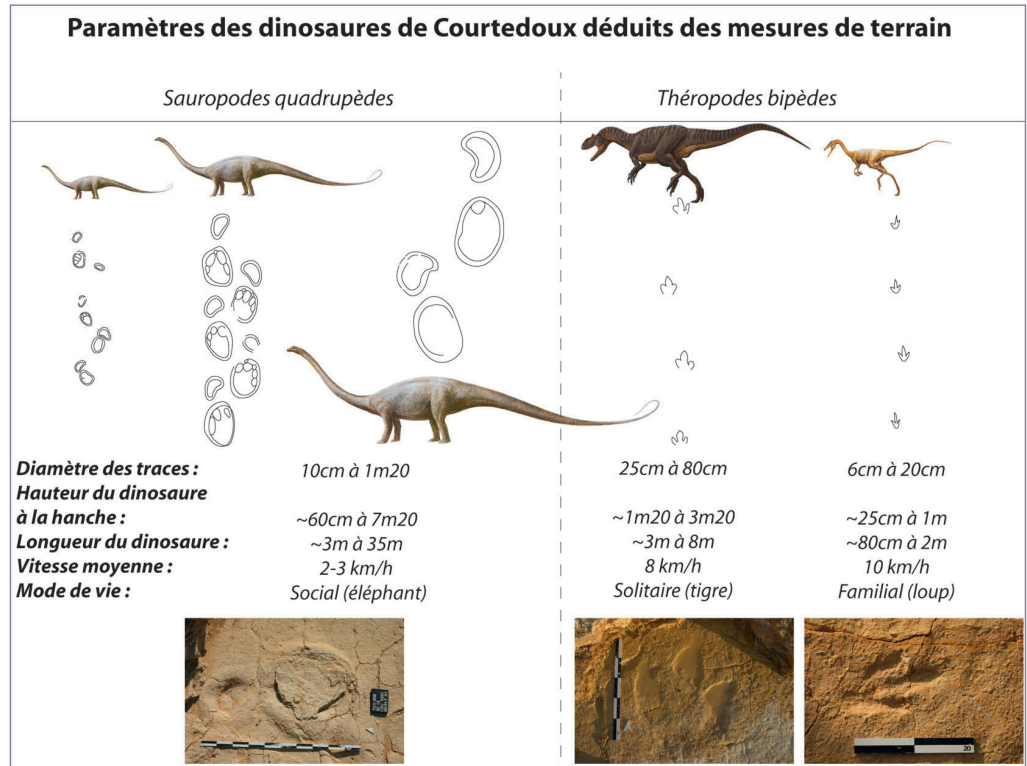 Paramètres des dinosaures de Courtedoux déduits des mesures de terrain
Sauropodes quadrupèdes
Théropodes bipèdes
Diamètre des traces : 10cm à 1m20 25cm à 80cm 6cm à 20cm
Hauteur du dinosaure
à la hanche : ~60cm à 7m20 ~1m20 à 3m20 ~25cm à 1m
Longueur du dinosaure : ~3m à 35m ~3m à 8m ~80cm à 2m
Vitesse moyenne : 2-3 km/h 8 km/h 10 km/h
Mode de vie : Social (éléphant) Solitaire (tigre) Familial (loup)
20